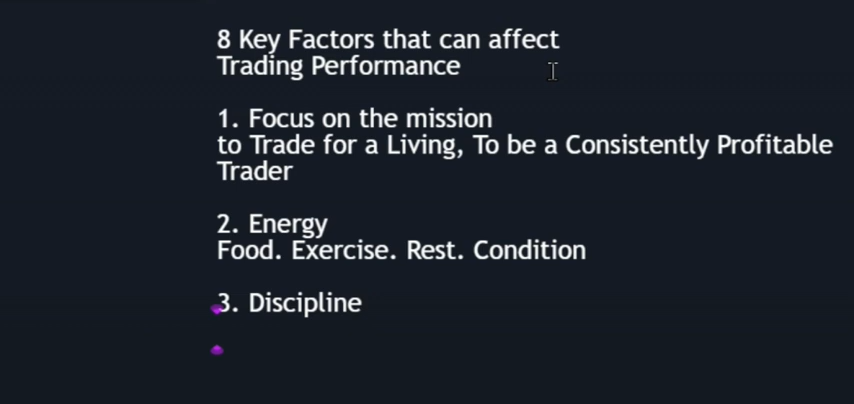 8 Key Factors that can affect
Trading Performance
1. Focus on the mission
to Trade for a Living, To be a Consistently Profitable
Trader
2. Energy
Food. Exercise. Rest. Condition
3. Discipline